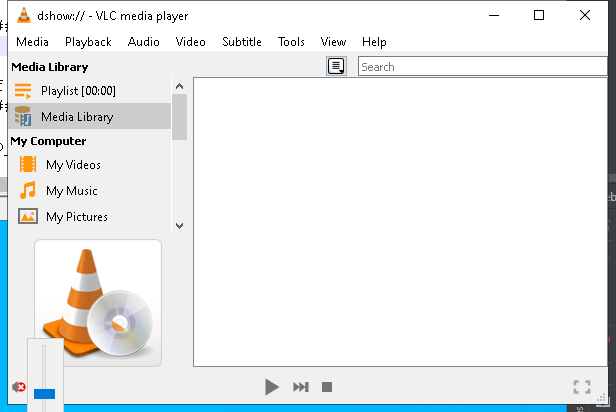 dshow:// - VLC media player
Media Playback Audio Video Subtitle Tools View Help
Media Library
Search
Playlist [00:00]
Media Library
My Computer
My Videos
My Music
My Pictures